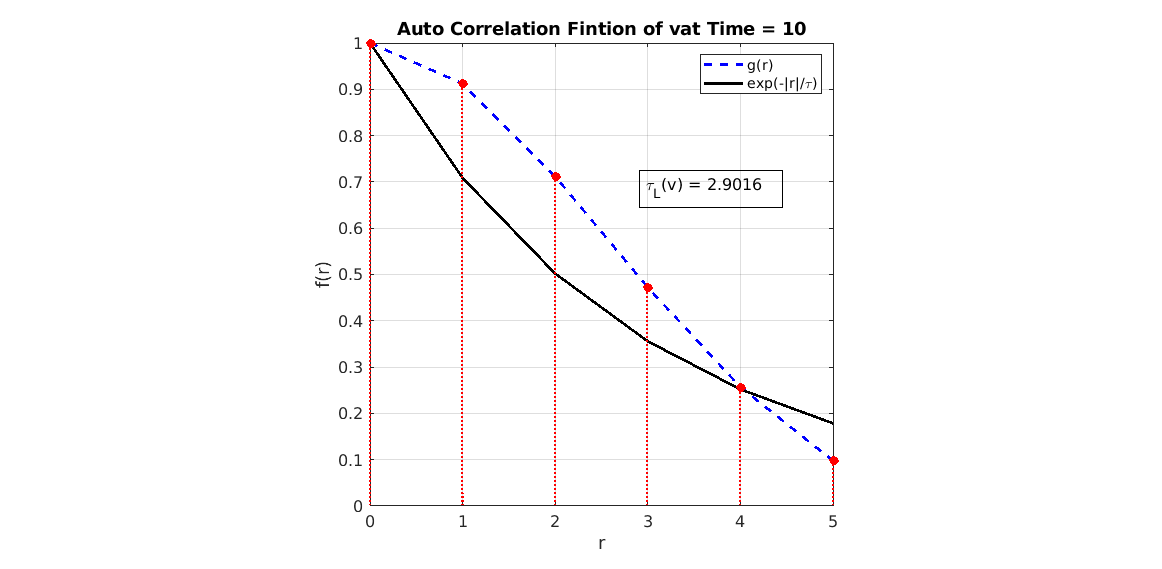 Auto Correlation Fintion of vat Time = 10
1
0.9
0.8
0.7
0.6
0.5
0.4
0.3
0.2
0.1
0
f(r)
g(r)
exp(-|r|/τ)
τL(v) = 2.9016
0 1 2 3 4 5
r